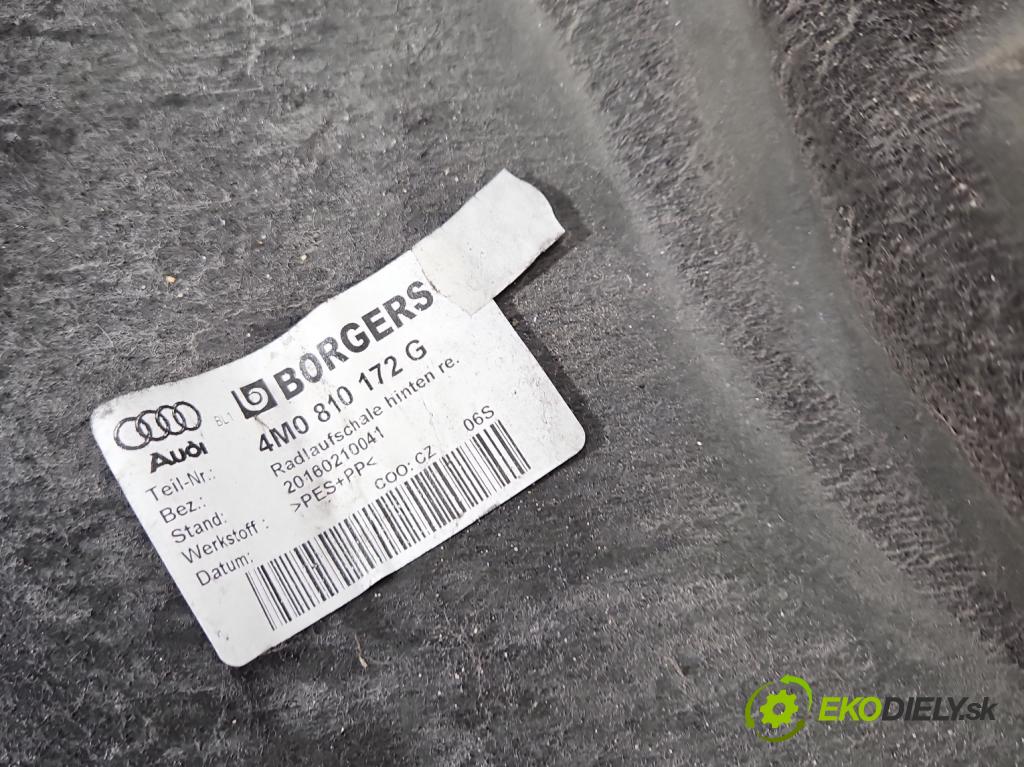 BL1 BORGERS
Audi
Teil-Nr.: 4M0 810 172 G
Bez.: Radlaufschale hinten re.
Stand: 20160210041
Werkstoff : >PES+PP<
Datum: COO: CZ 06S
EKODIELY.sk